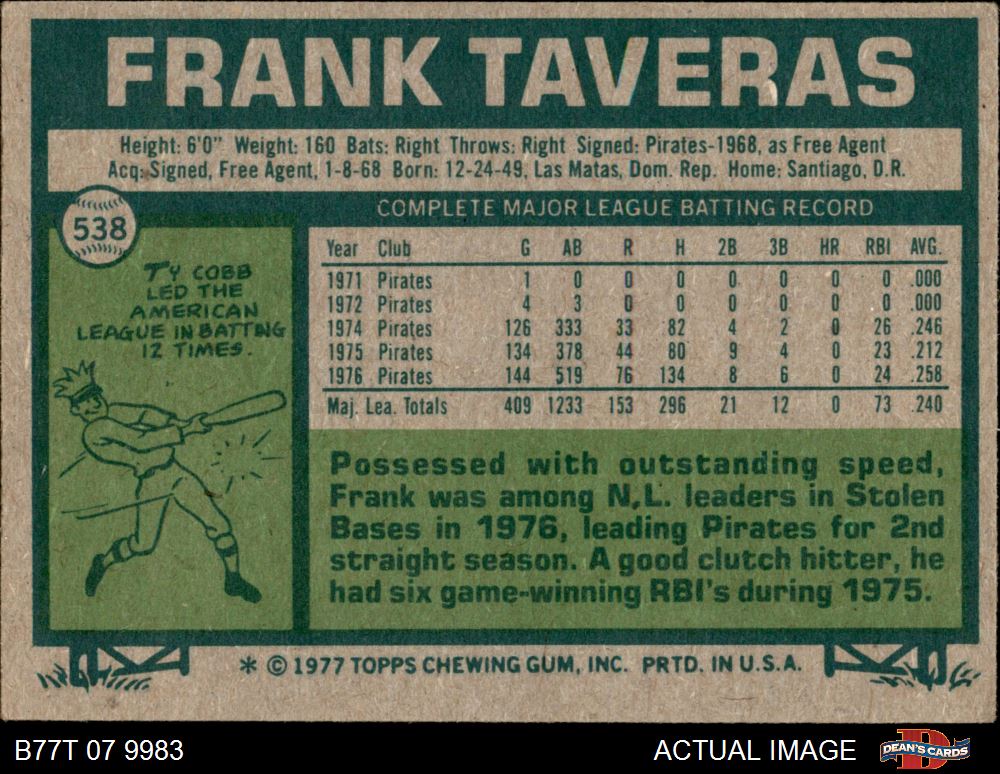 FRANK TAVERAS
Height: 6'0" Weight: 160 Bats: Right Throws: Right Signed: Pirates-1968, as Free Agent
Acq: Signed, Free Agent, 1-8-68 Born: 12-24-49, Las Matas, Dom. Rep. Home: Santiago, D.R.
538
TY COBB
LED THE
AMERICAN
LEAGUE IN BATTING
12 TIMES.
COMPLETE MAJOR LEAGUE BATTING RECORD
Year Club G AB R H 2B 3B HR RBI AVG.
1971 Pirates 1 0 0 0 0 0 0 0 .000
1972 Pirates 4 3 0 0 0 0 0 0 .000
1974 Pirates 126 333 33 82 4 2 0 26 .246
1975 Pirates 134 378 44 80 9 4 0 23 .212
1976 Pirates 144 519 76 134 8 6 0 24 .258
Maj. Lea. Totals 409 1233 153 296 21 12 0 73 .240
Possessed with outstanding speed,
Frank was among N.L. leaders in Stolen
Bases in 1976, leading Pirates for 2nd
straight season. A good clutch hitter, he
had six game-winning RBI's during 1975.
* © 1977 TOPPS CHEWING GUM, INC. PRTD. IN U.S.A.
B77T 07 9983
ACTUAL IMAGE
DEAN'S CARDS